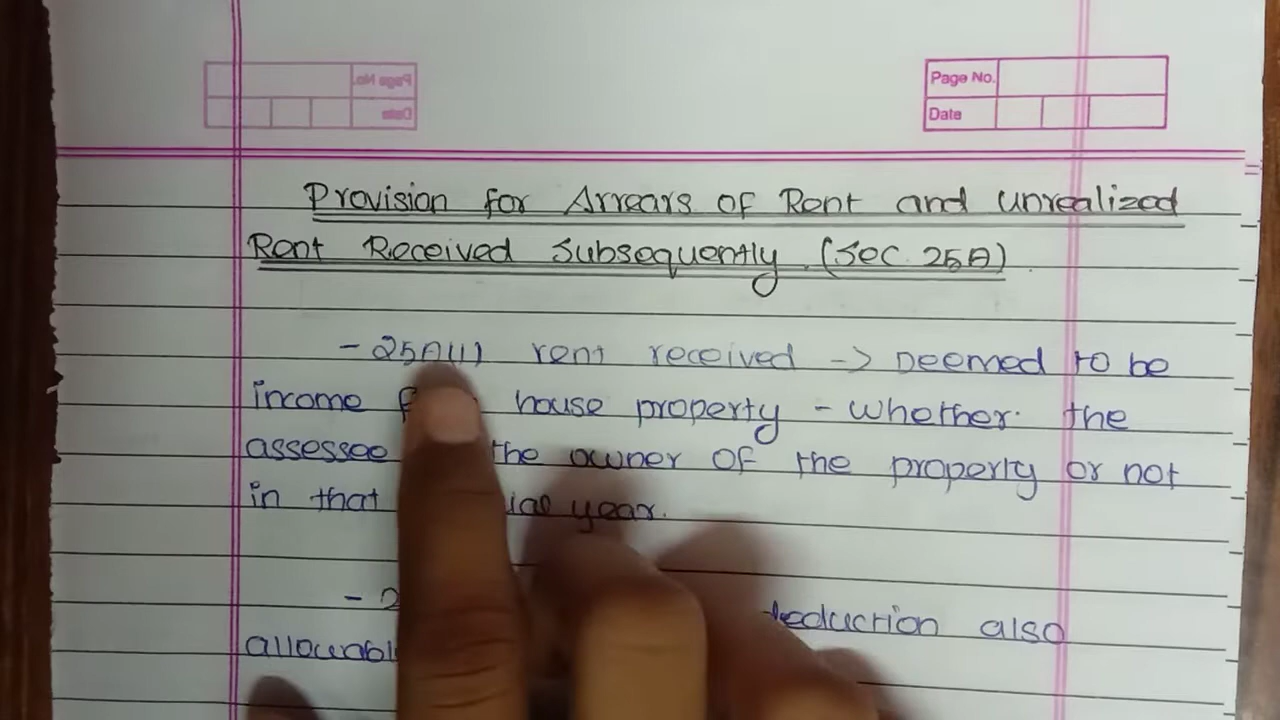 Page No.
Date
Provision for Arrears of Rent and unrealized
Rent Received Subsequently. (Sec. 25A).
- 25A(1) rent received -> Deemed to be
income house property - whether the
assessee the owner of the property or not
in that year.
- deduction also